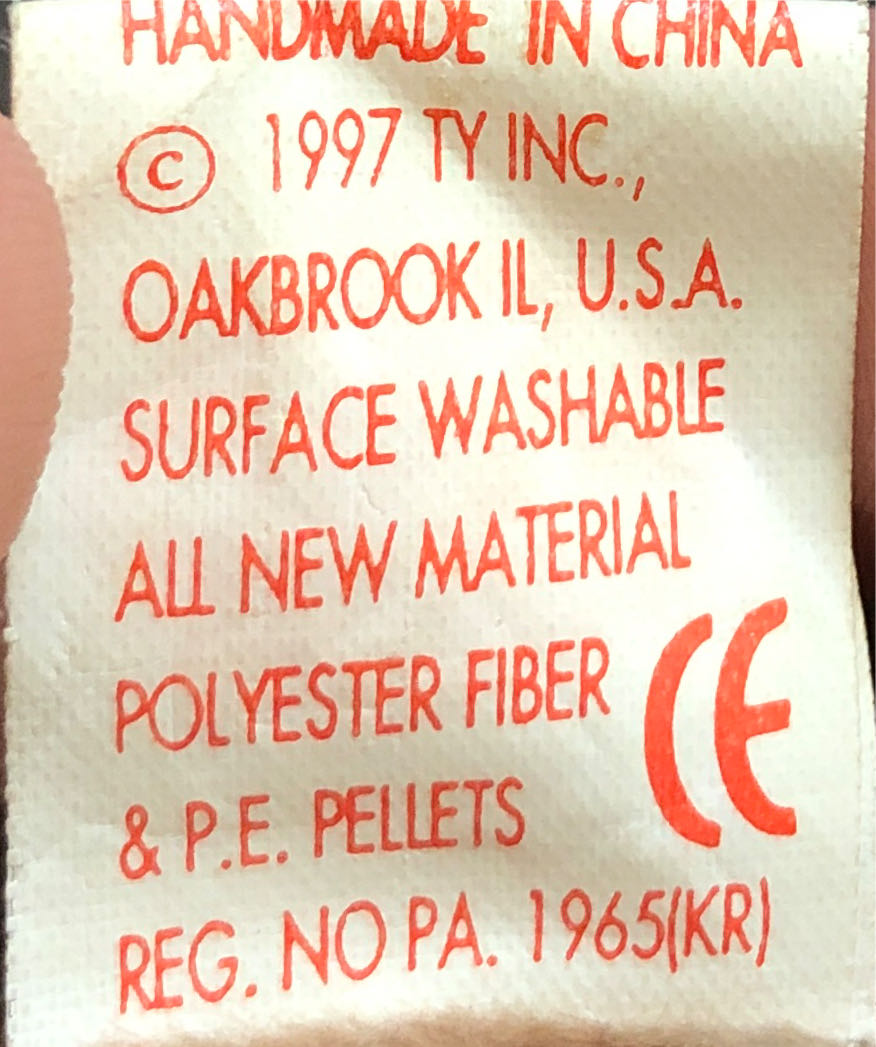 HANDMADE IN CHINA
© 1997 TY INC.,
OAKBROOK IL, U.S.A.
SURFACE WASHABLE
ALL NEW MATERIAL
POLYESTER FIBER
& P.E. PELLETS
CE
REG. NO PA. 1965(KR)